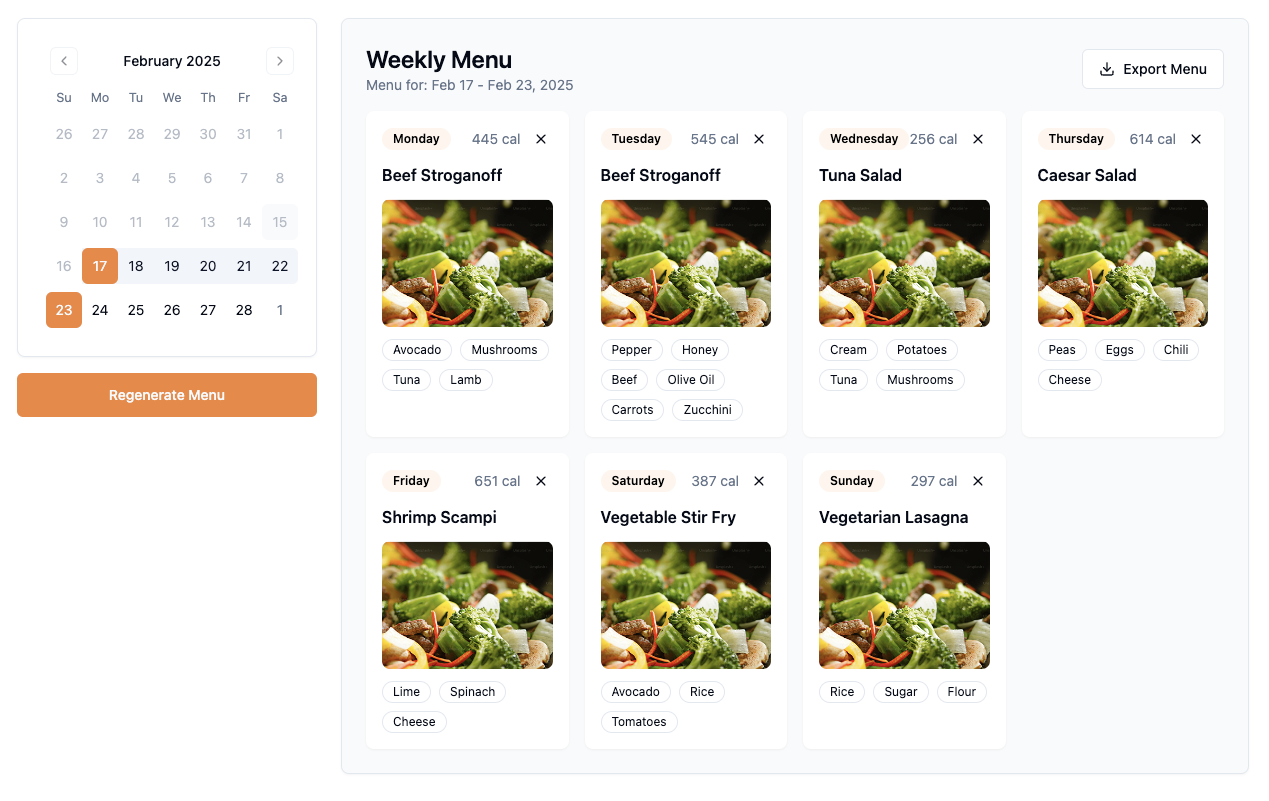 February 2025
Su Mo Tu We Th Fr Sa
26 27 28 29 30 31 1
2 3 4 5 6 7 8
9 10 11 12 13 14 15
16 17 18 19 20 21 22
23 24 25 26 27 28 1
Regenerate Menu
Weekly Menu
Menu for: Feb 17 - Feb 23, 2025
Export Menu
Monday 445 cal
Beef Stroganoff
Avocado Mushrooms
Tuna Lamb
Tuesday 545 cal
Beef Stroganoff
Pepper Honey
Beef Olive Oil
Carrots Zucchini
Wednesday 256 cal
Tuna Salad
Cream Potatoes
Tuna Mushrooms
Thursday 614 cal
Caesar Salad
Peas Eggs Chili
Cheese
Friday 651 cal
Shrimp Scampi
Lime Spinach
Cheese
Saturday 387 cal
Vegetable Stir Fry
Avocado Rice
Tomatoes
Sunday 297 cal
Vegetarian Lasagna
Rice Sugar Flour